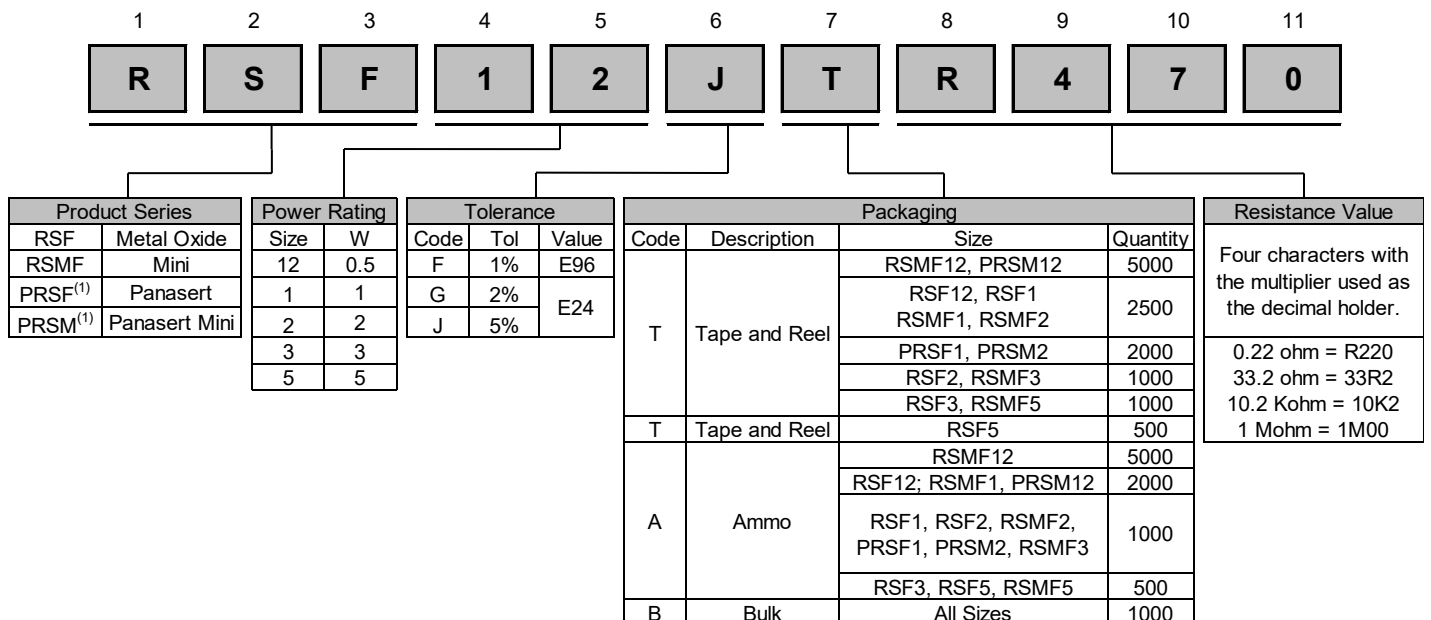 1 2 3 4 5 6 7 8 9 10 11
R S F 1 2 J T R 4 7 0
Product Series
RSF Metal Oxide
RSMF Mini
PRSF(1) Panasert
PRSM(1) Panasert Mini
Power Rating
Size W
12 0.5
1 1
2 2
3 3
5 5
Tolerance
Code Tol Value
F 1% E96
G 2% E24
J 5%
Packaging
Code Description Size Quantity
T Tape and Reel
RSMF12, PRSM12 5000
RSF12, RSF1
RSMF1, RSMF2 2500
PRSF1, PRSM2 2000
RSF2, RSMF3 1000
RSF3, RSMF5 1000
T Tape and Reel RSF5 500
A Ammo
RSMF12 5000
RSF12; RSMF1, PRSM12 2000
RSF1, RSF2, RSMF2,
PRSF1, PRSM2, RSMF3 1000
RSF3, RSF5, RSMF5 500
B Bulk All Sizes 1000
Resistance Value
Four characters with
the multiplier used as
the decimal holder.
0.22 ohm = R220
33.2 ohm = 33R2
10.2 Kohm = 10K2
1 Mohm = 1M00